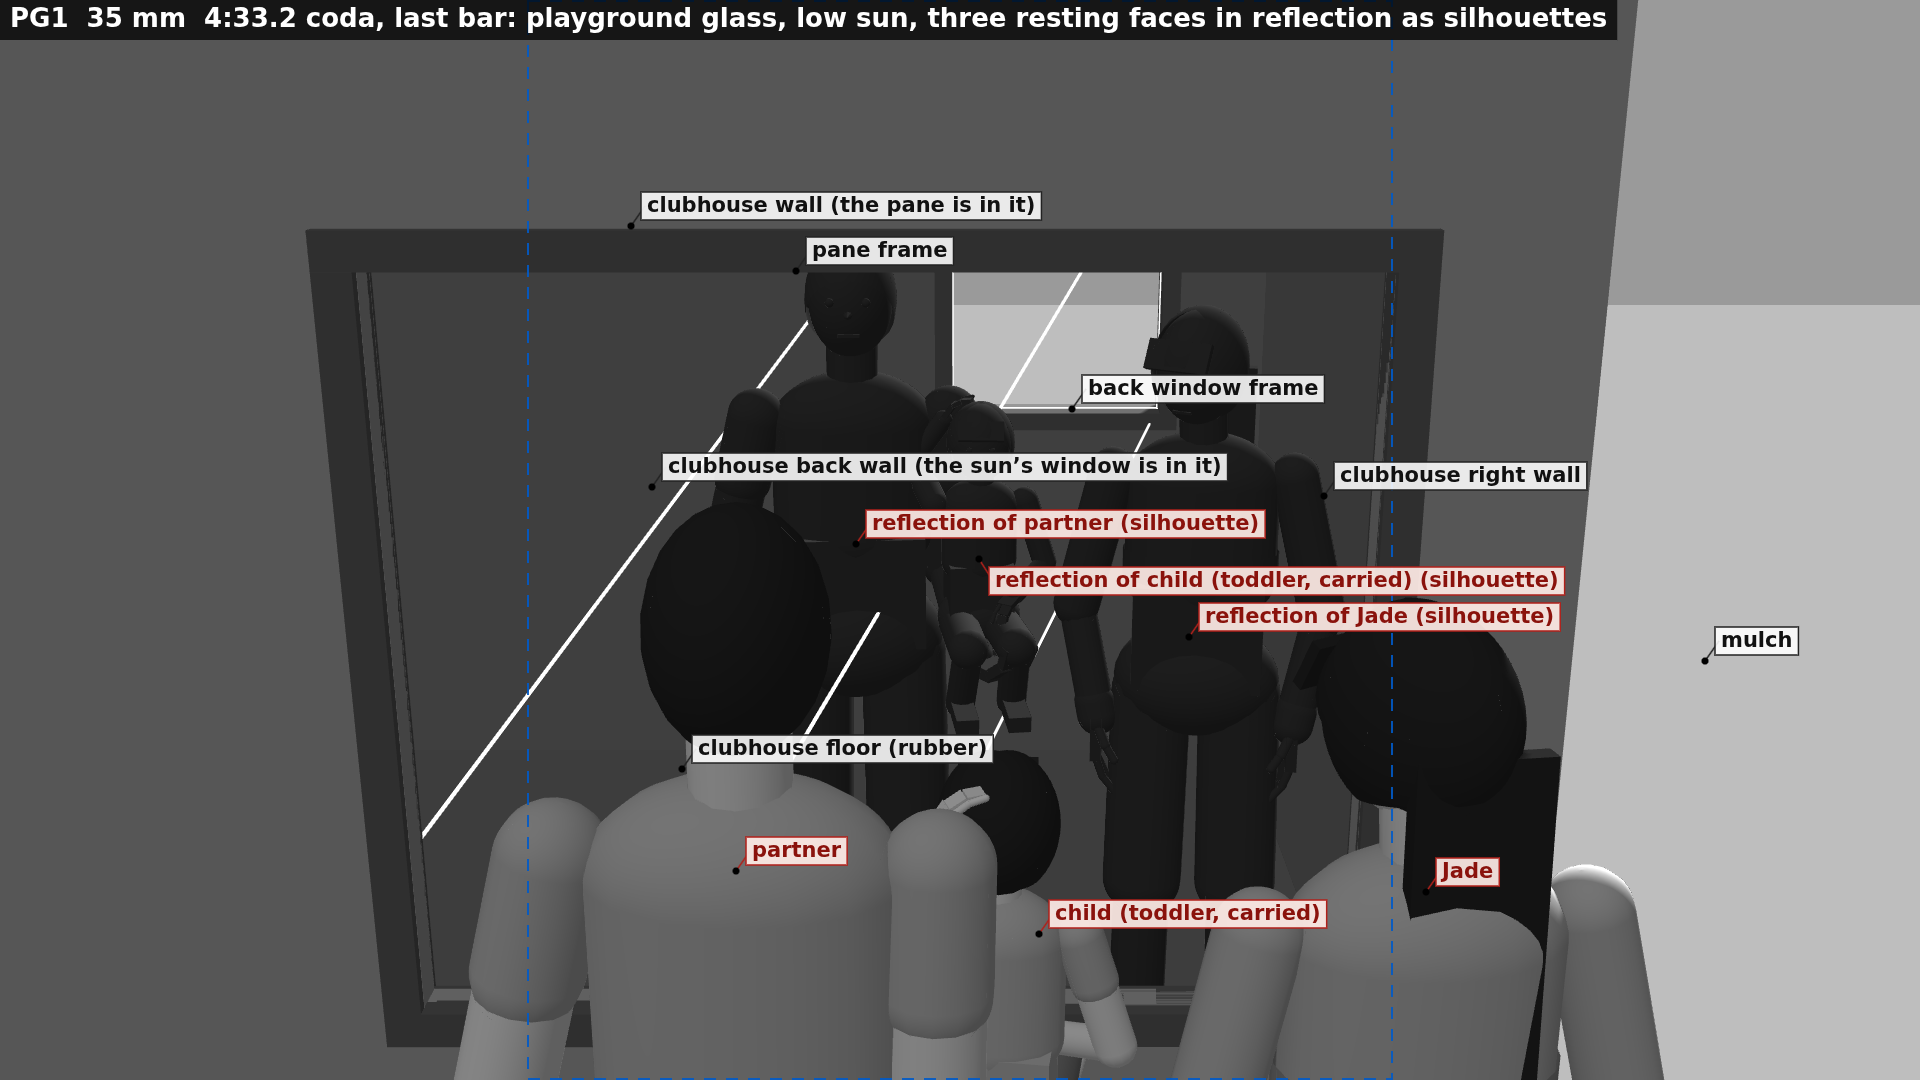 PG1 35 mm 4:33.2 coda, last bar: playground glass, low sun, three resting faces in reflection as silhouettes
clubhouse wall (the pane is in it)
pane frame
back window frame
clubhouse back wall (the sun’s window is in it)
clubhouse right wall
reflection of partner (silhouette)
reflection of child (toddler, carried) (silhouette)
reflection of Jade (silhouette)
mulch
clubhouse floor (rubber)
partner
Jade
child (toddler, carried)